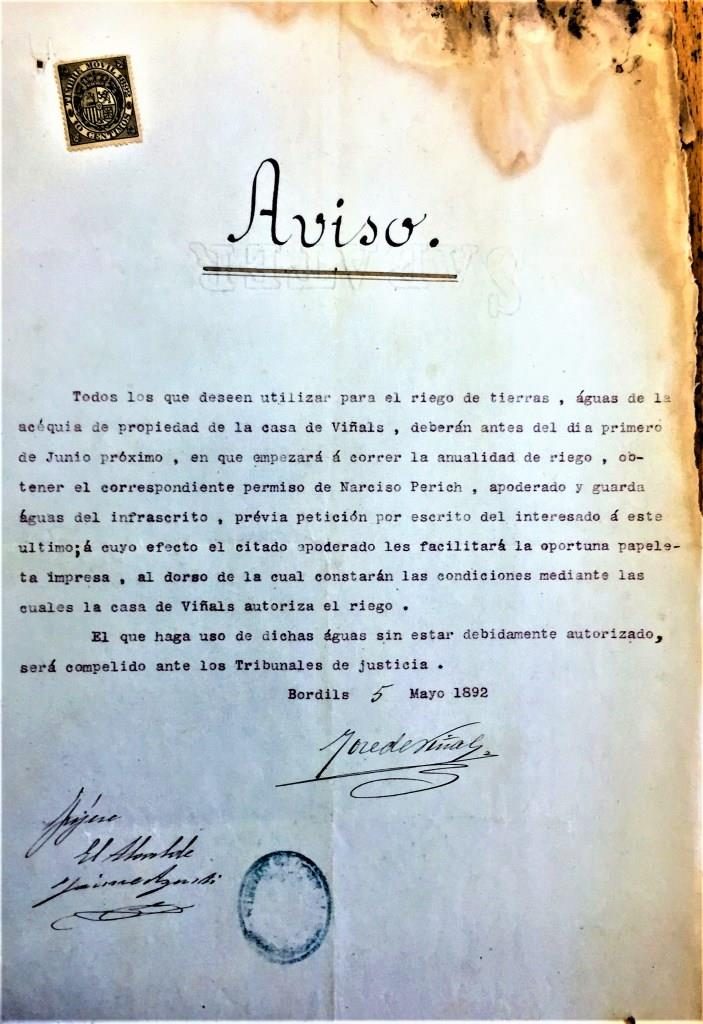 TIMBRE MOVIL 1892
10 CENTIMOS
Aviso.
Todos los que deseen utilizar para el riego de tierras , águas de la
acéquia de propiedad de la casa de Viñals , deberán antes del dia primero
de Junio próximo , en que empezará á correr la anualidad de riego , ob-
tener el correspondiente permiso de Narciso Perich , apoderado y guarda
águas del infrascrito , prévia petición por escrito del interesado á este
ultimo;á cuyo efecto el citado apoderado les facilitará la oportuna papele-
ta impresa , al dorso de la cual constarán las condiciones mediante las
cuales la casa de Viñals autoriza el riego .
El que haga uso de dichas águas sin estar debidamente autorizado,
será compelido ante los Tribunales de justicia .
Bordils 5 Mayo 1892
de Viñals
Fijese
El Alcalde
Jaime Agusti